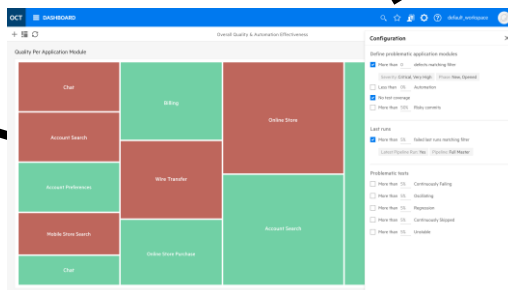 OCT DASHBOARD default_workspace
Overall Quality & Automation Effectiveness
Quality Per Application Module
Chat
Account Search
Account Preferences
Mobile Store Search
Chat
Billing
Wire Transfer
Online Store Purchase
Online Store
Account Search
Configuration
Define problematic application modules
More than 0 defects matching filter
Severity: Critical, Very High Phase: New, Opened
Less than Automation
No test coverage
More than Risky commits
Last runs
More than failed last runs matching filter
Latest Pipeline Run: Yes Pipeline: Full Master
Problematic tests
More than Continuously Failing
More than Oscillating
More than Regression
More than Continuously Skipped
More than Unstable